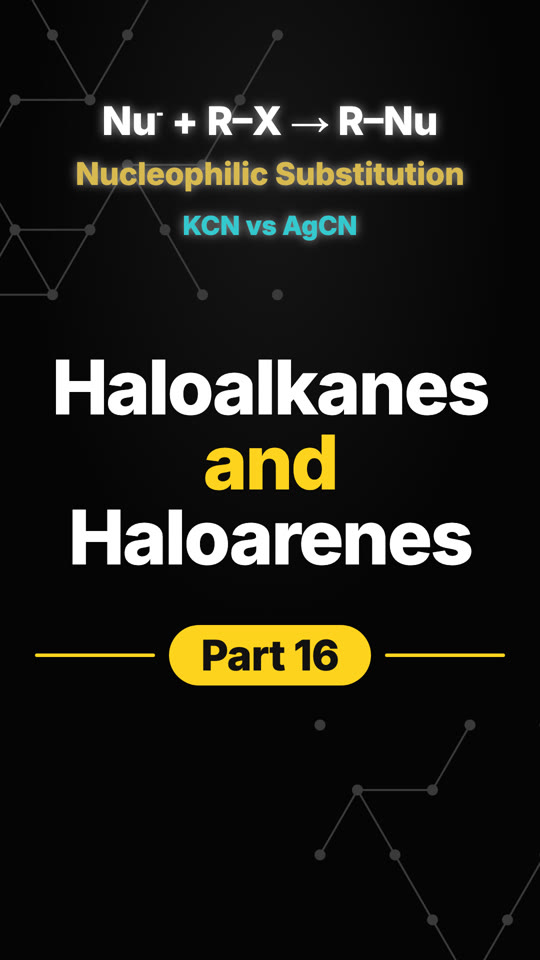 Nu⁻ + R–X → R–Nu
Nucleophilic Substitution
KCN vs AgCN
Haloalkanes
and
Haloarenes
Part 16